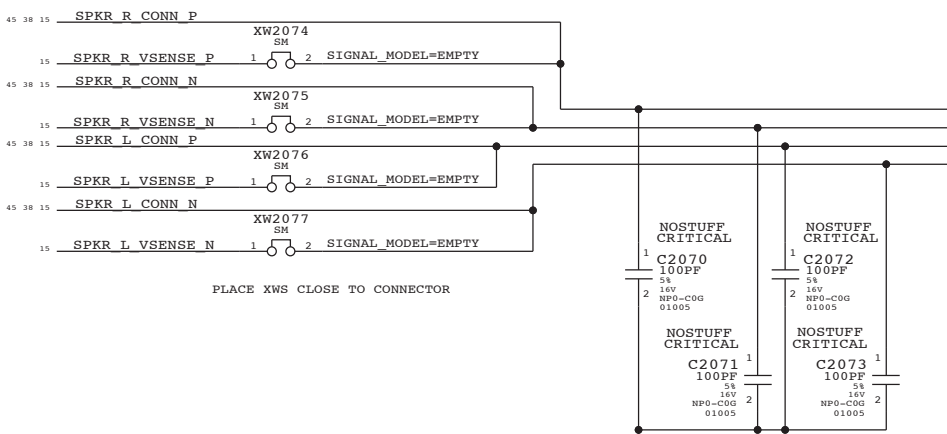 45 38 15 SPKR_R_CONN_P
XW2074
SM
15 SPKR_R_VSENSE_P 1 2 SIGNAL_MODEL=EMPTY
45 38 15 SPKR_R_CONN_N
XW2075
SM
15 SPKR_R_VSENSE_N 1 2 SIGNAL_MODEL=EMPTY
45 38 15 SPKR_L_CONN_P
XW2076
SM
15 SPKR_L_VSENSE_P 1 2 SIGNAL_MODEL=EMPTY
45 38 15 SPKR_L_CONN_N
XW2077
SM
15 SPKR_L_VSENSE_N 1 2 SIGNAL_MODEL=EMPTY
PLACE XWS CLOSE TO CONNECTOR
NOSTUFF
CRITICAL
1
C2070
100PF
5%
16V
2
NP0-C0G
01005
NOSTUFF
CRITICAL
1
C2072
100PF
5%
16V
2
NP0-C0G
01005
NOSTUFF
CRITICAL
C2071
1
100PF
5%
16V
2
NP0-C0G
01005
NOSTUFF
CRITICAL
C2073
1
100PF
5%
16V
2
NP0-C0G
01005